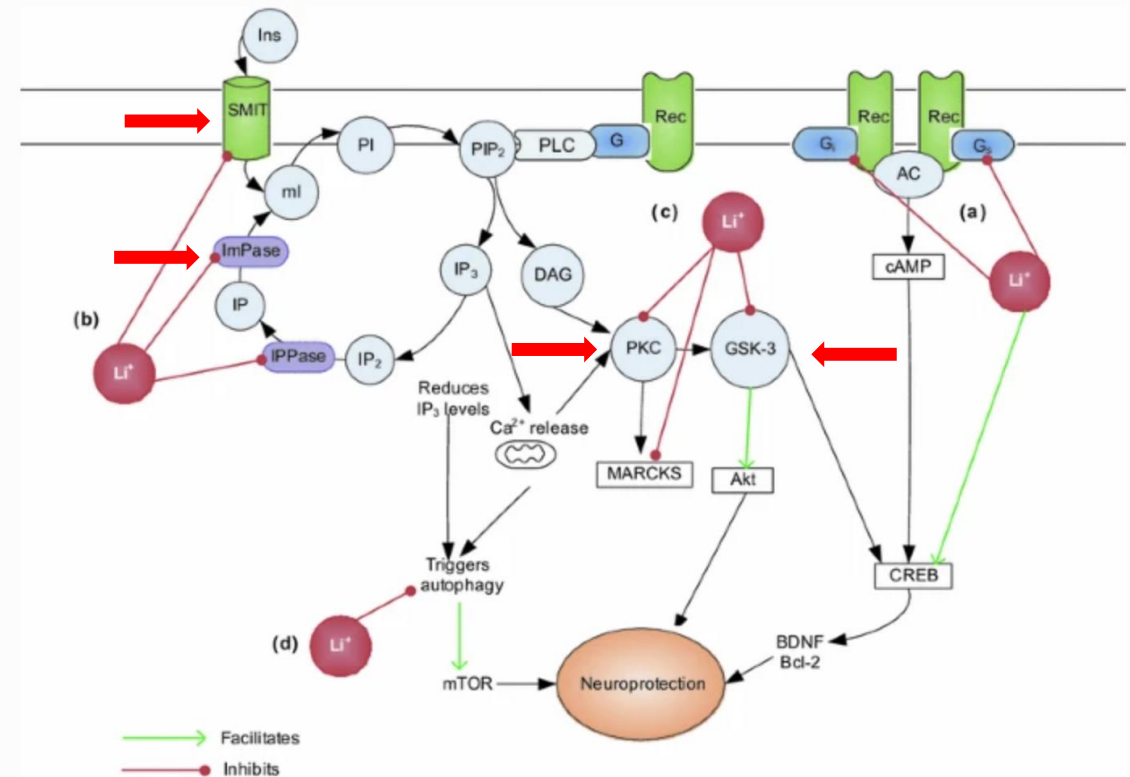 Ins
SMIT
PI
PIP2
PLC
G
Rec
Gi
Rec
Rec
Gs
AC
mI
(c)
Li+
(a)
ImPase
IP3
DAG
cAMP
Li+
IP
(b)
PKC
GSK-3
IPPase
IP2
Li+
Reduces
IP3 levels
Ca2+ release
MARCKS
Akt
Triggers
autophagy
CREB
(d)
Li+
BDNF
Bcl-2
mTOR
Neuroprotection
Facilitates
Inhibits